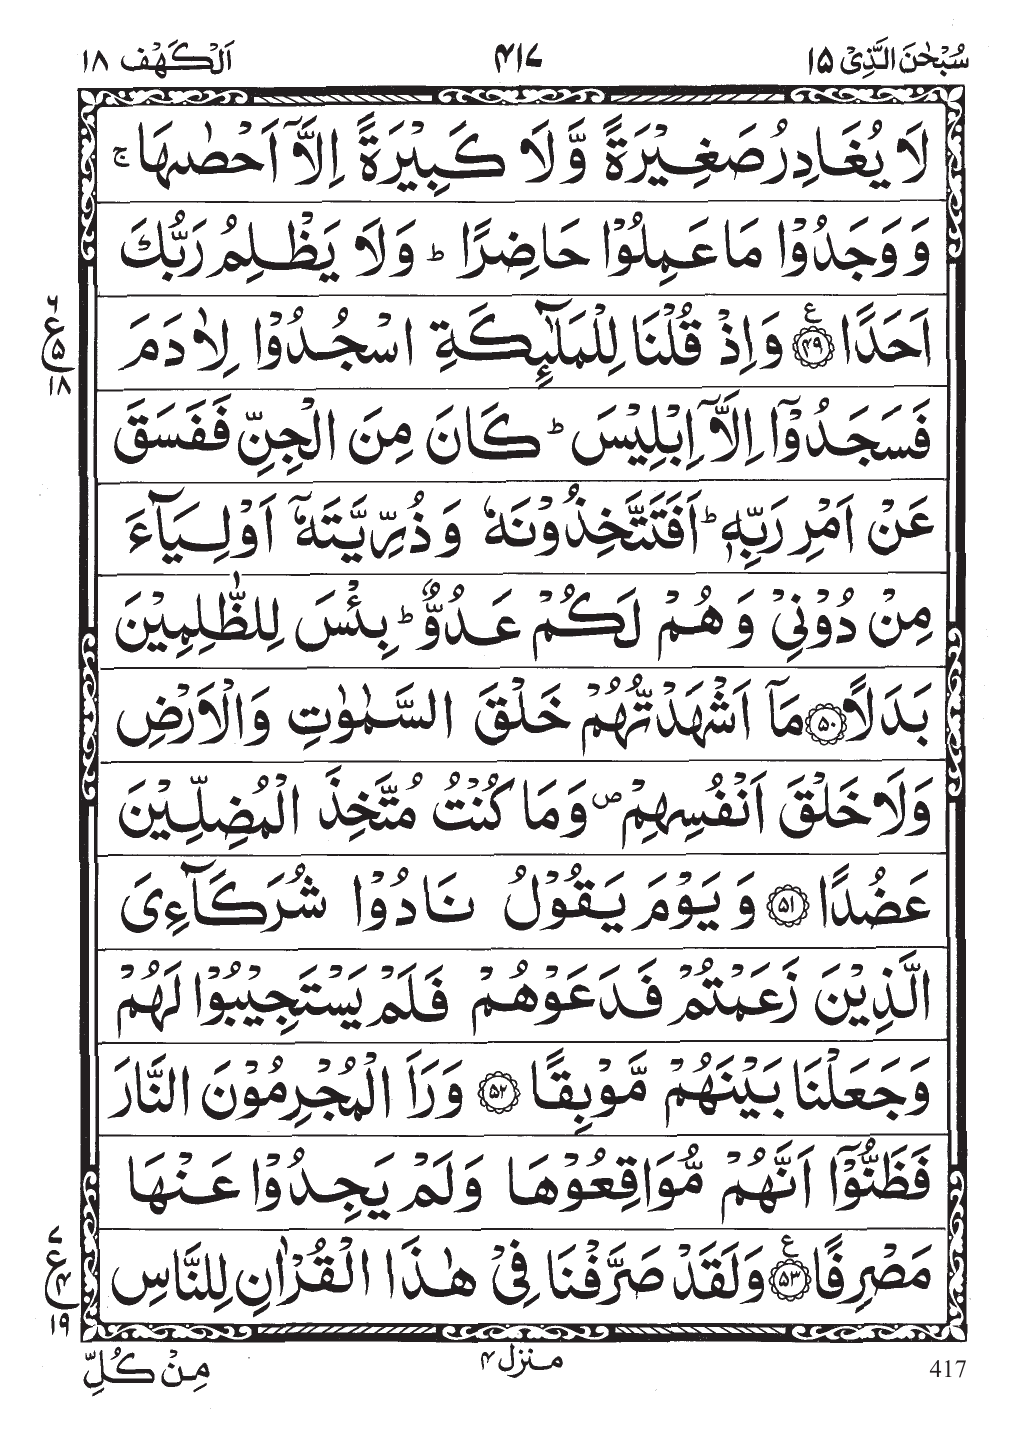 سُبْحٰنَ الَّذِیْ ۱۵
۴۱۷
اَلْكَهْف ۱۸
لَا یُغَادِرُ صَغِیْرَةً وَّ لَا كَبِیْرَةً اِلَّاۤ اَحْصٰىهَا ۚ
وَ وَجَدُوْا مَا عَمِلُوْا حَاضِرًا ؕ وَ لَا یَظْلِمُ رَبُّكَ
اَحَدًا ۠ ﴿۴۹﴾ وَ اِذْ قُلْنَا لِلْمَلٰٓىِٕكَةِ اسْجُدُوْا لِاٰدَمَ
فَسَجَدُوْۤا اِلَّاۤ اِبْلِیْسَ ؕ كَانَ مِنَ الْجِنِّ فَفَسَقَ
عَنْ اَمْرِ رَبِّهٖ ؕ اَفَتَتَّخِذُوْنَهٗ وَ ذُرِّیَّتَهٗۤ اَوْلِیَآءَ
مِنْ دُوْنِیْ وَ هُمْ لَكُمْ عَدُوٌّ ؕ بِئْسَ لِلظّٰلِمِیْنَ
بَدَلًا ﴿۵۰﴾ مَاۤ اَشْهَدْتُّهُمْ خَلْقَ السَّمٰوٰتِ وَ الْاَرْضِ
وَ لَا خَلْقَ اَنْفُسِهِمْ ۪ وَ مَا كُنْتُ مُتَّخِذَ الْمُضِلِّیْنَ
عَضُدًا ﴿۵۱﴾ وَ یَوْمَ یَقُوْلُ نَادُوْا شُرَكَآءِیَ
الَّذِیْنَ زَعَمْتُمْ فَدَعَوْهُمْ فَلَمْ یَسْتَجِیْبُوْا لَهُمْ
وَ جَعَلْنَا بَیْنَهُمْ مَّوْبِقًا ﴿۵۲﴾ وَ رَاَ الْمُجْرِمُوْنَ النَّارَ
فَظَنُّوْۤا اَنَّهُمْ مُّوَاقِعُوْهَا وَ لَمْ یَجِدُوْا عَنْهَا
مَصْرِفًا ۠ ﴿۵۳﴾ وَ لَقَدْ صَرَّفْنَا فِیْ هٰذَا الْقُرْاٰنِ لِلنَّاسِ
۶
ع
۵
۱۸
۷
ع
۴
۱۹
417
منزل ۴
مِنْ كُلِّ